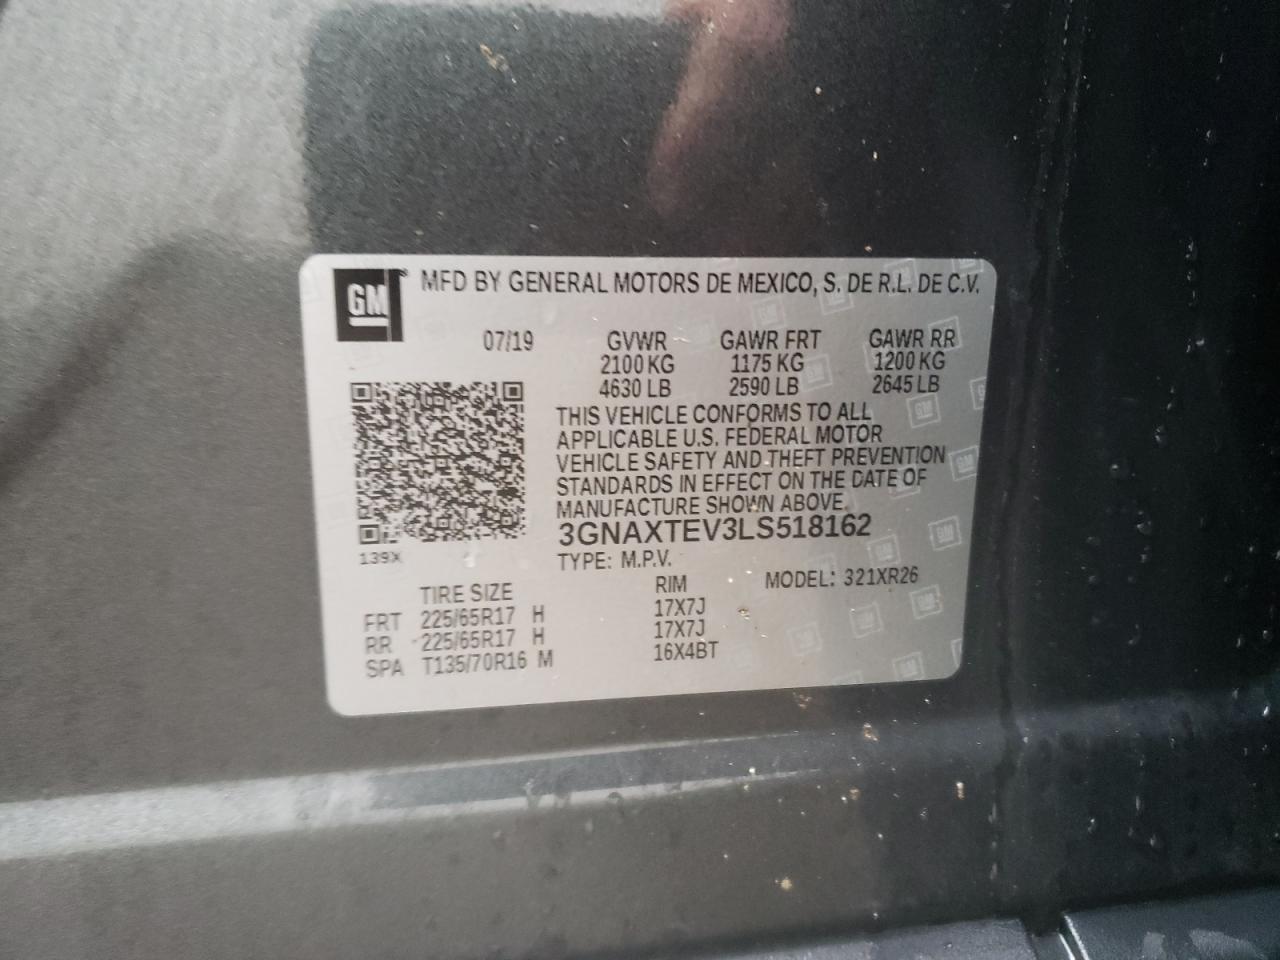 GM ® MFD BY GENERAL MOTORS DE MEXICO, S. DE R.L. DE C.V.
07/19 GVWR GAWR FRT GAWR RR
2100 KG 1175 KG 1200 KG
4630 LB 2590 LB 2645 LB
THIS VEHICLE CONFORMS TO ALL
APPLICABLE U.S. FEDERAL MOTOR
VEHICLE SAFETY AND THEFT PREVENTION
STANDARDS IN EFFECT ON THE DATE OF
MANUFACTURE SHOWN ABOVE.
3GNAXTEV3LS518162
139X TYPE: M.P.V.
TIRE SIZE RIM MODEL: 321XR26
FRT 225/65R17 H 17X7J
RR 225/65R17 H 17X7J
SPA T135/70R16 M 16X4BT